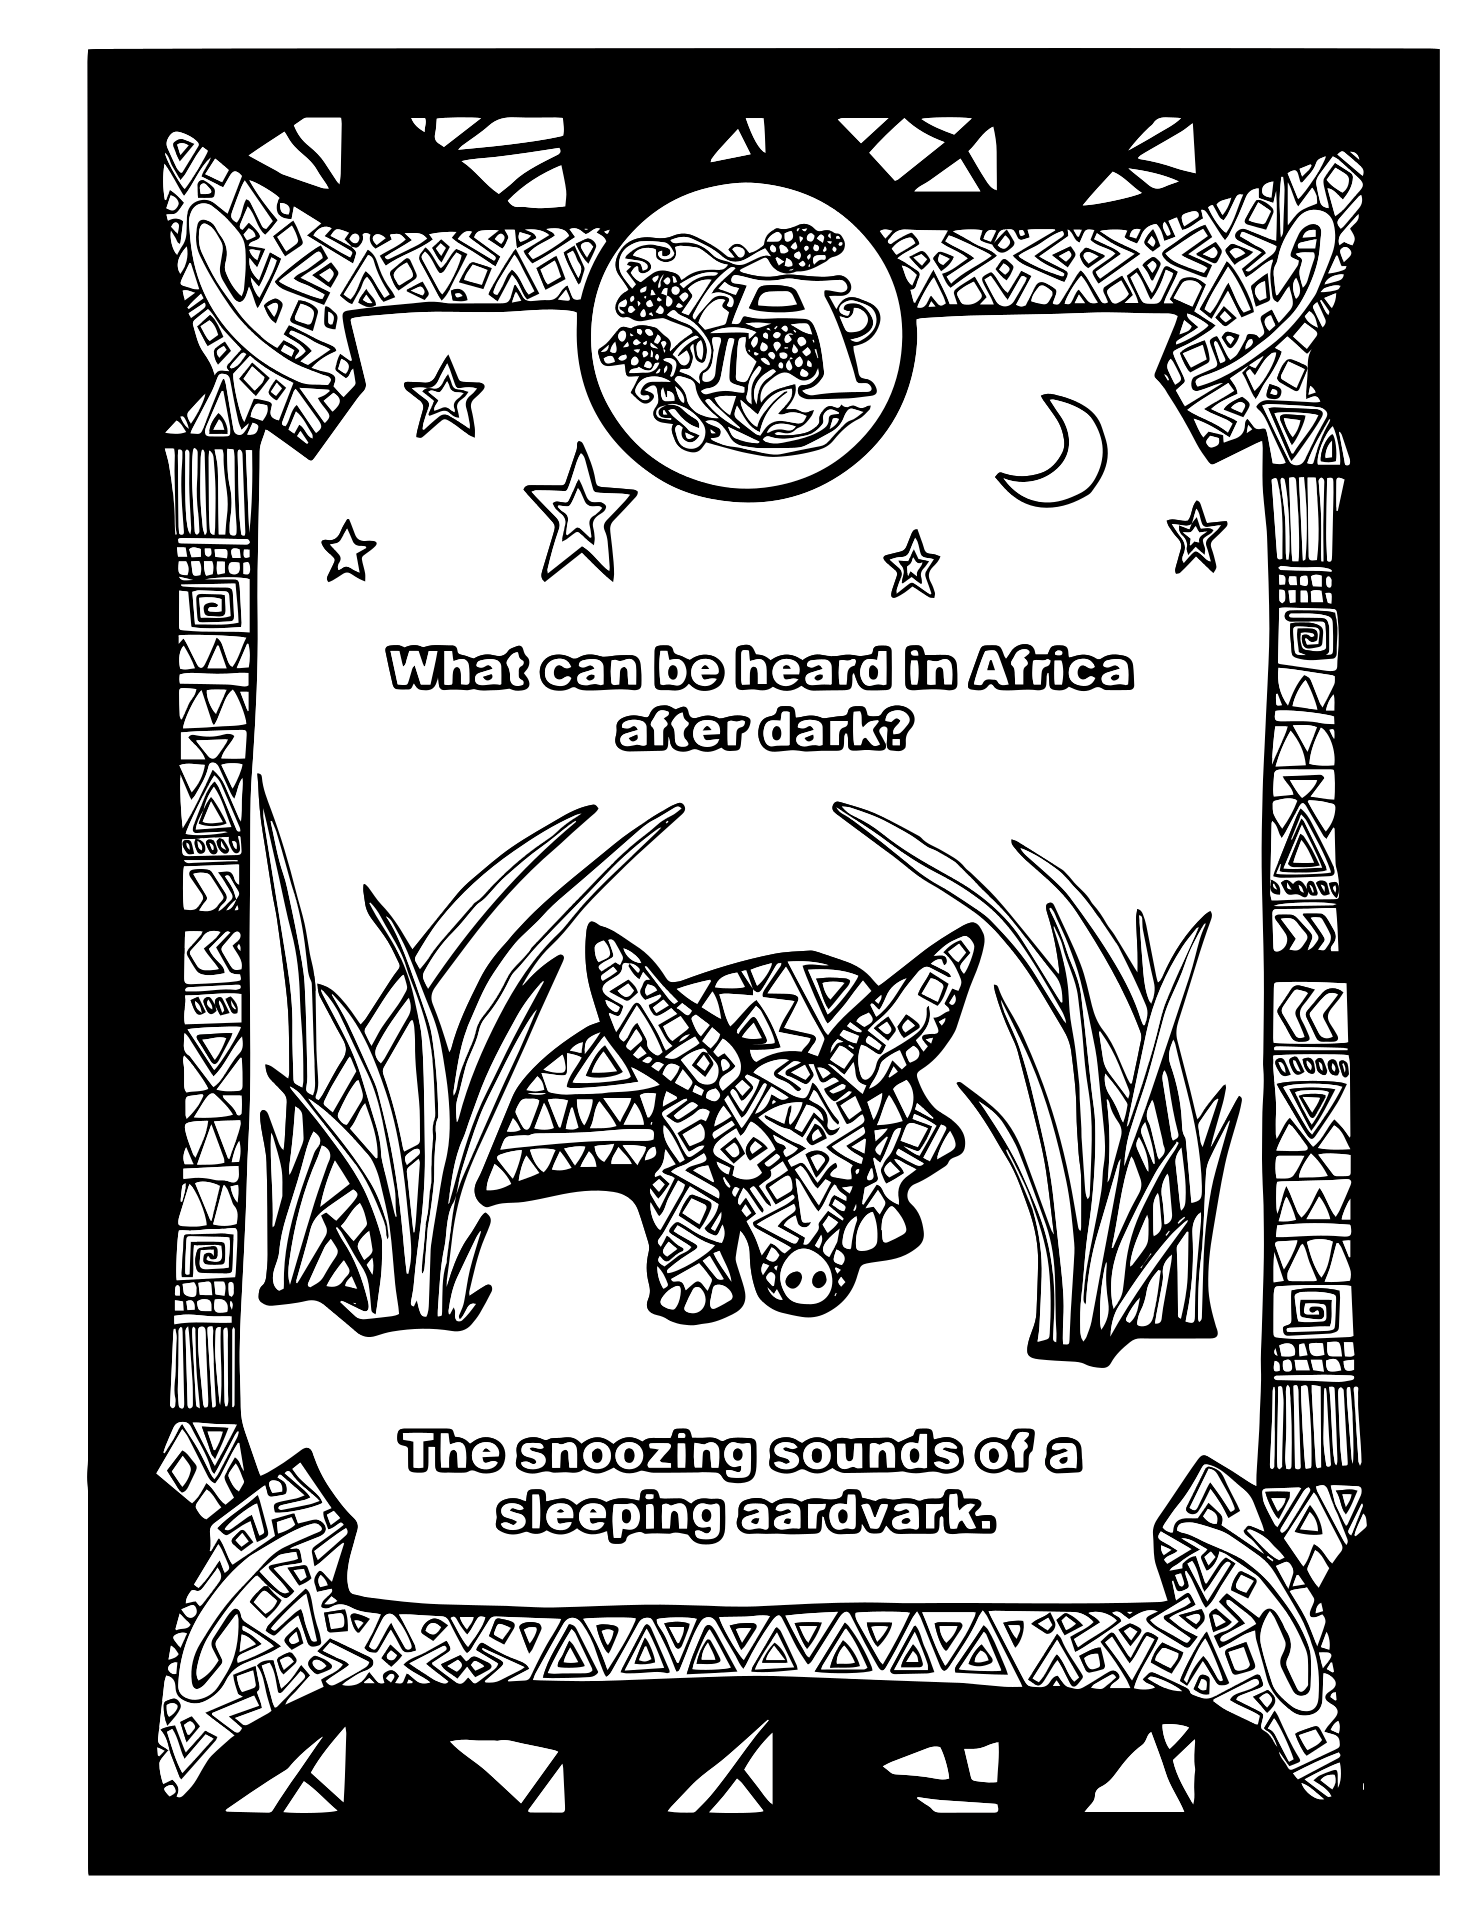 A
What can be heard in Africa
after dark?
The snoozing sounds of a
sleeping aardvark.